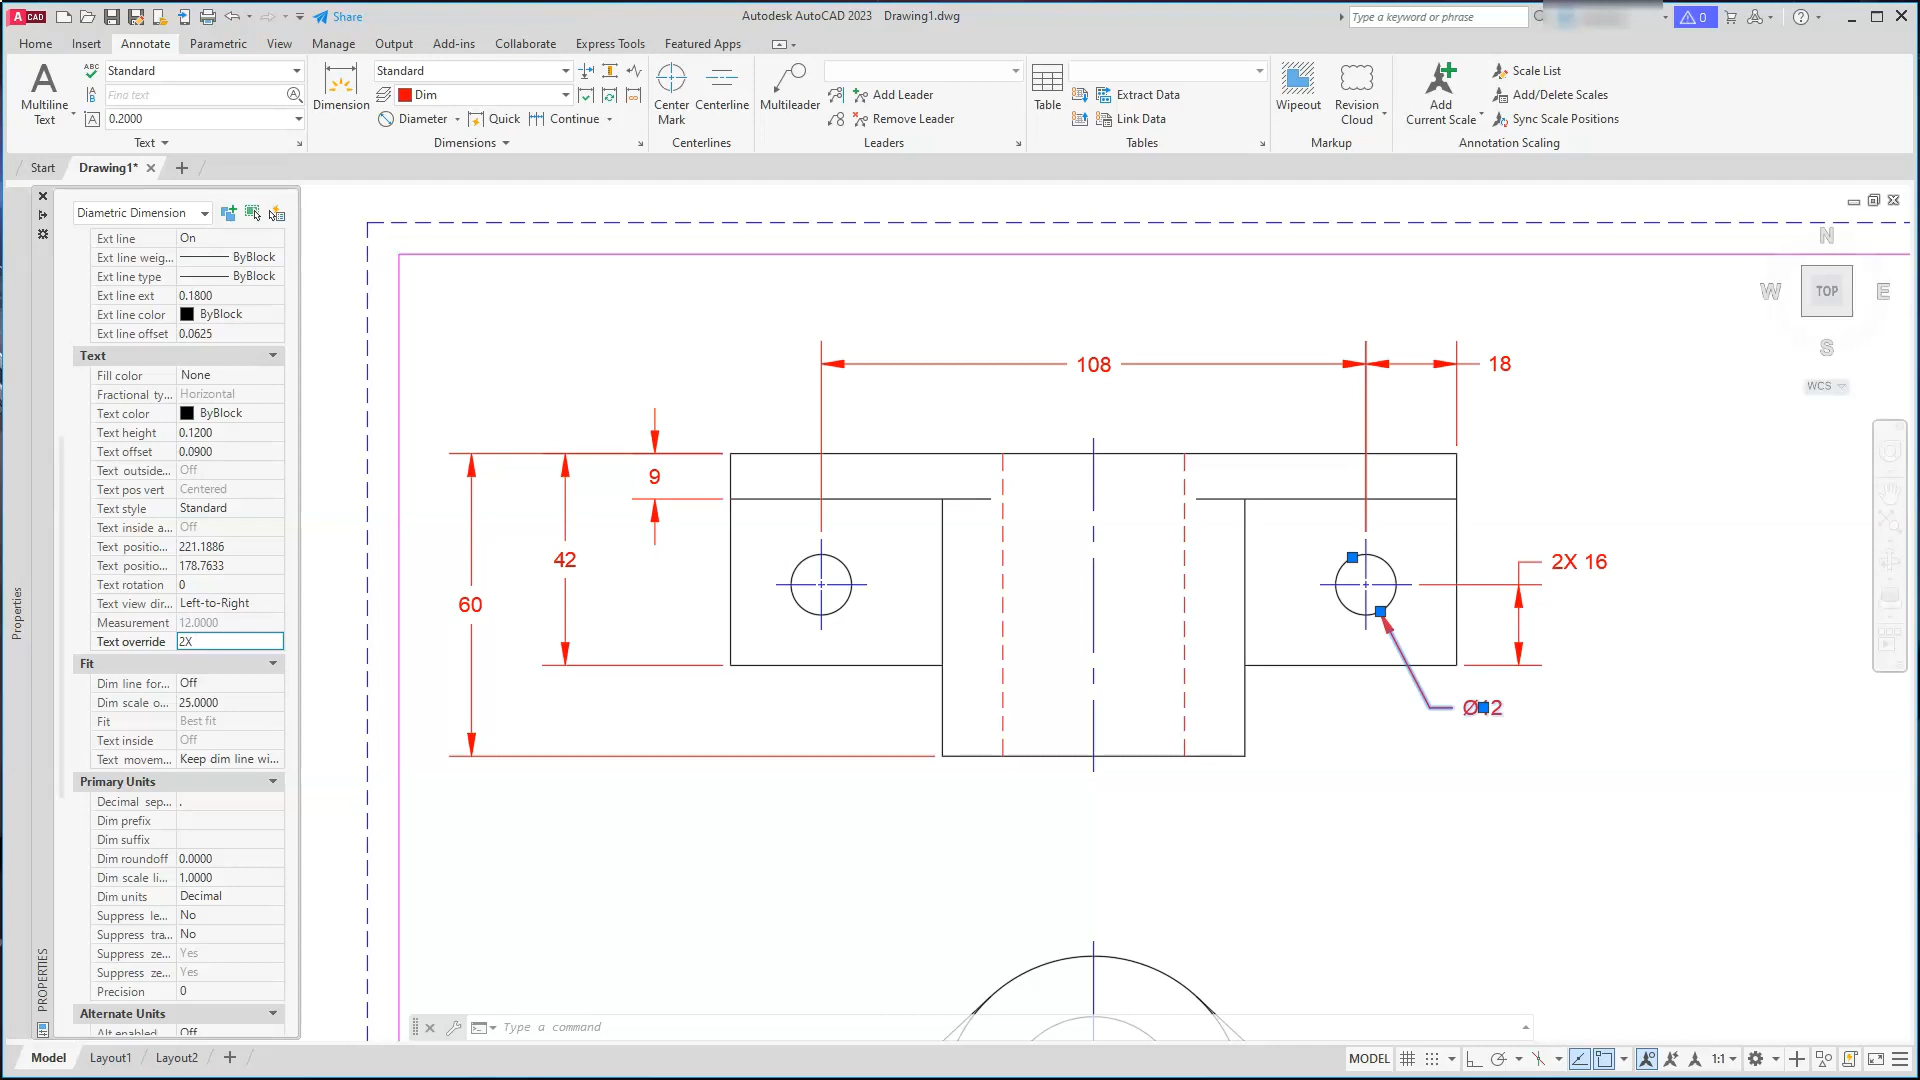 A CAD
Share
Autodesk AutoCAD 2023 Drawing1.dwg
Type a keyword or phrase
0
Home Insert Annotate Parametric View Manage Output Add-ins Collaborate Express Tools Featured Apps
Multiline Text
ABC
Standard
Find text
0.2000
Text
Dimension
Standard
Dim
Diameter Quick Continue
Dimensions
Center Mark
Centerline
Centerlines
Multileader
Add Leader
Remove Leader
Leaders
Table
Extract Data
Link Data
Tables
Wipeout
Revision Cloud
Markup
Add Current Scale
Scale List
Add/Delete Scales
Sync Scale Positions
Annotation Scaling
Start Drawing1*
Properties
PROPERTIES
Diametric Dimension
Ext line On
Ext line weig... ByBlock
Ext line type ByBlock
Ext line ext 0.1800
Ext line color ByBlock
Ext line offset 0.0625
Text
Fill color None
Fractional ty... Horizontal
Text color ByBlock
Text height 0.1200
Text offset 0.0900
Text outside... Off
Text pos vert Centered
Text style Standard
Text inside a... Off
Text positio... 221.1886
Text positio... 178.7633
Text rotation 0
Text view dir... Left-to-Right
Measurement 12.0000
Text override 2X
Fit
Dim line for... Off
Dim scale o... 25.0000
Fit Best fit
Text inside Off
Text movem... Keep dim line wi...
Primary Units
Decimal sep... .
Dim prefix
Dim suffix
Dim roundoff 0.0000
Dim scale li... 1.0000
Dim units Decimal
Suppress le... No
Suppress tra... No
Suppress ze... Yes
Suppress ze... Yes
Precision 0
Alternate Units
Alt enabled Off
108
18
9
42
60
2X 16
Ø12
N
W TOP E
S
WCS
Type a command
Model Layout1 Layout2
MODEL
1:1